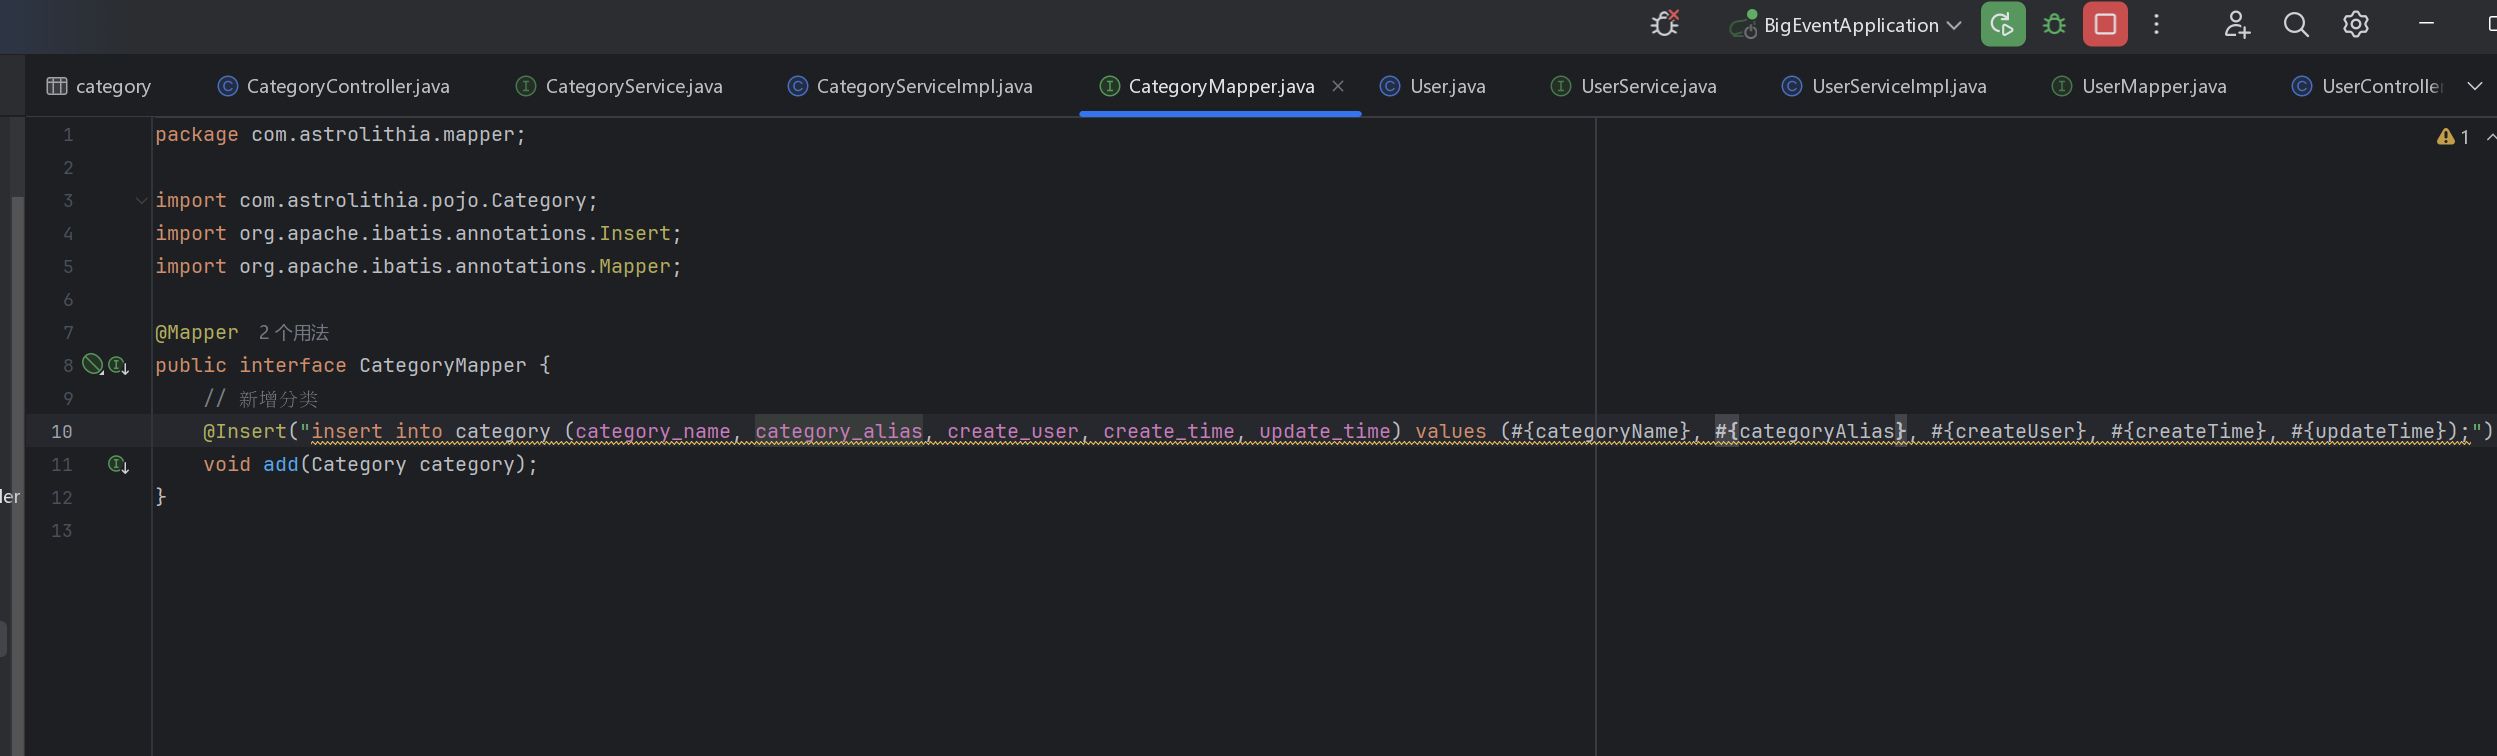 BigEventApplication
category CategoryController.java CategoryService.java CategoryServiceImpl.java CategoryMapper.java User.java UserService.java UserServiceImpl.java UserMapper.java UserController
1 package com.astrolithia.mapper; 1
2
3 import com.astrolithia.pojo.Category;
4 import org.apache.ibatis.annotations.Insert;
5 import org.apache.ibatis.annotations.Mapper;
6
7 @Mapper 2 个用法
8 public interface CategoryMapper {
9 // 新增分类
10 @Insert("insert into category (category_name, category_alias, create_user, create_time, update_time) values (#{categoryName}, #{categoryAlias}, #{createUser}, #{createTime}, #{updateTime});")
11 void add(Category category);
ler
12 }
13